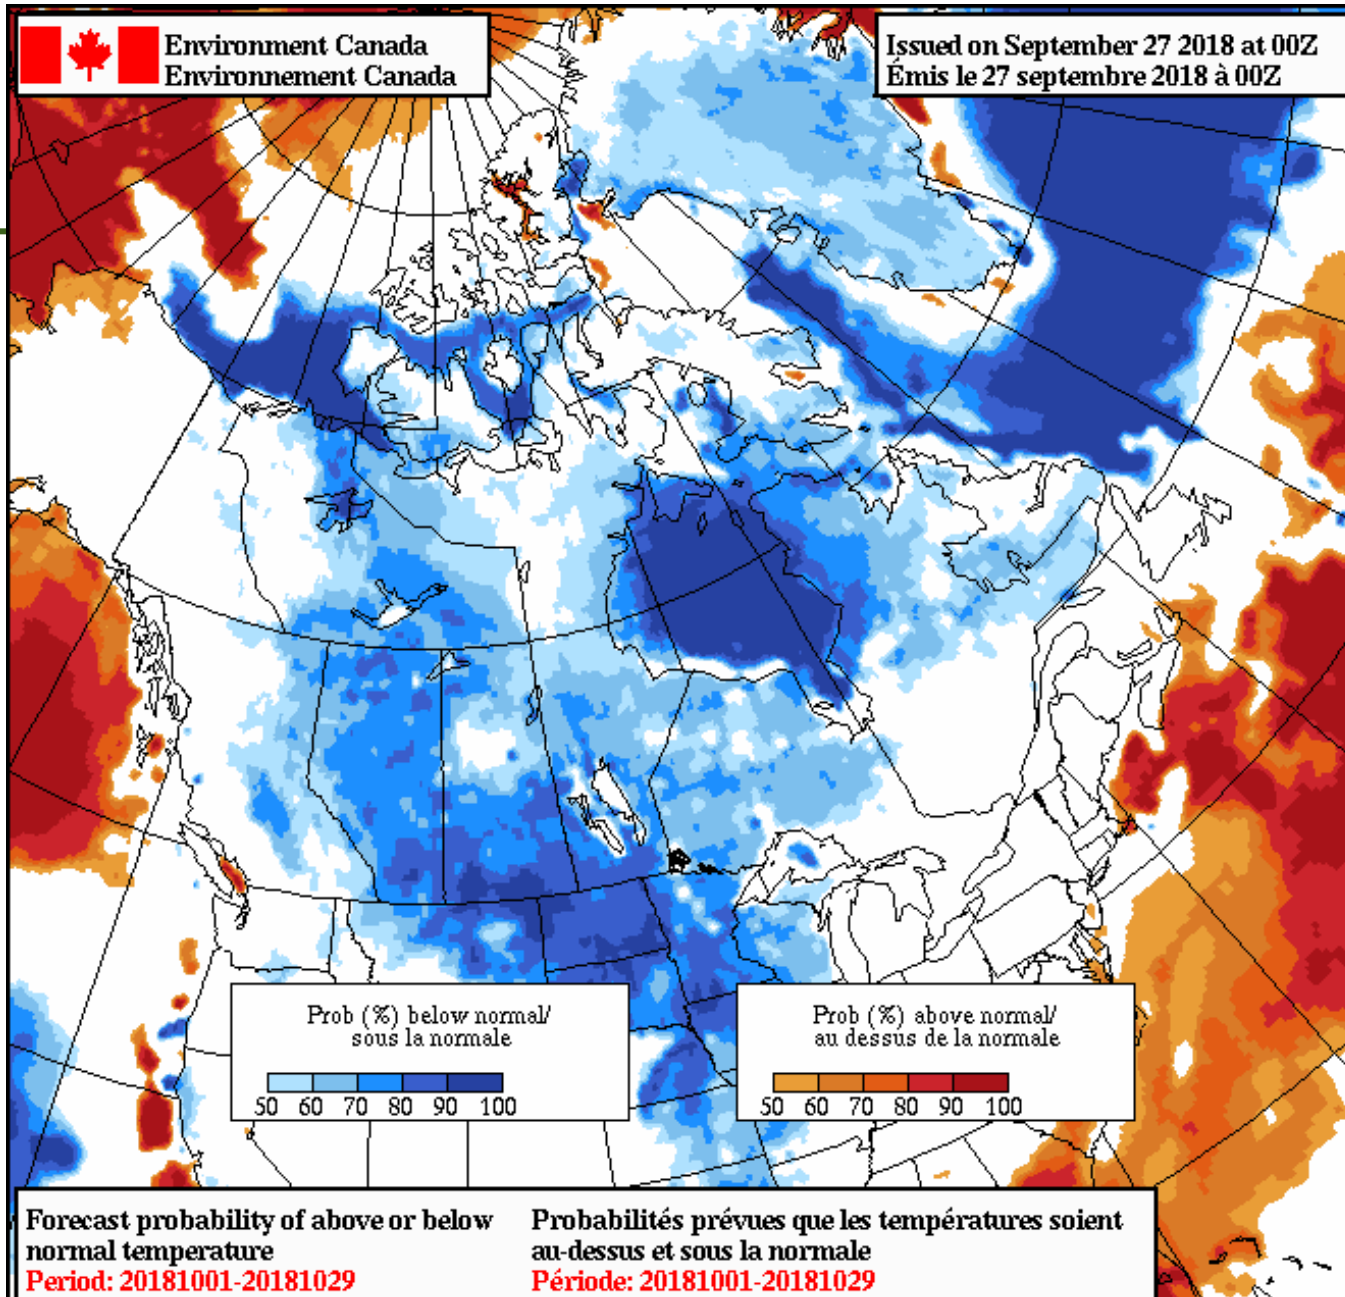 Environment Canada
Environnement Canada
Issued on September 27 2018 at 00Z
Émis le 27 septembre 2018 à 00Z
Prob (%) below normal/
sous la normale
50 60 70 80 90 100
Prob (%) above normal/
au dessus de la normale
50 60 70 80 90 100
Forecast probability of above or below
normal temperature
Period: 20181001-20181029
Probabilités prévues que les températures soient
au-dessus et sous la normale
Période: 20181001-20181029